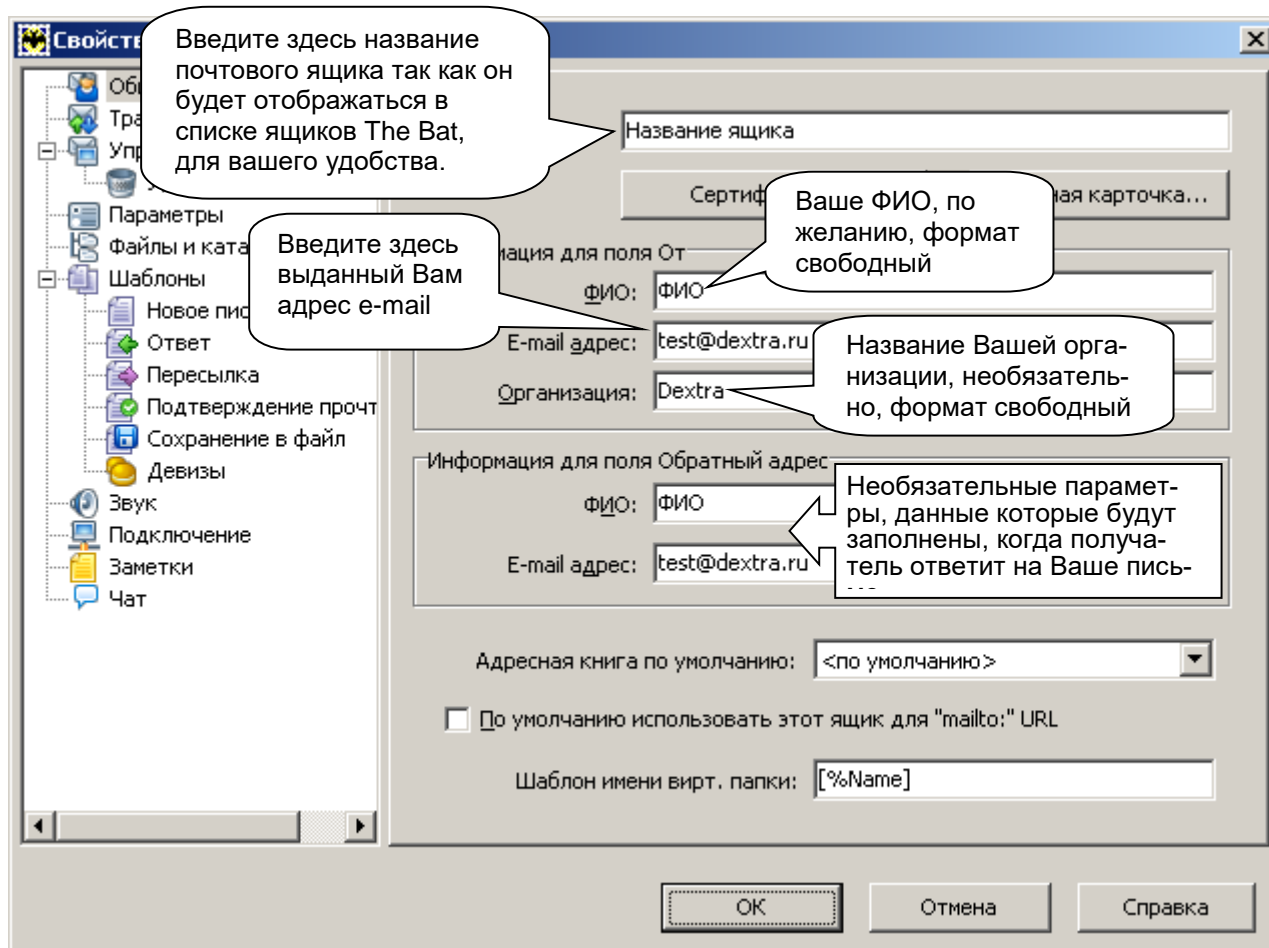 Свойств
Введите здесь название
почтового ящика так как он
будет отображаться в
списке ящиков The Bat,
для вашего удобства.
Название ящика
Параметры
Файлы и ката
Шаблоны
Новое пис
Ответ
Пересылка
Подтверждение прочт
Сохранение в файл
Девизы
Звук
Подключение
Заметки
Чат
Сертиф
ная карточка...
Ваше ФИО, по
желанию, формат
свободный
Введите здесь
выданный Вам
адрес e-mail
мация для поля От
ФИО: ФИО
E-mail адрес: test@dextra.ru
Организация: Dextra
Название Вашей орга-
низации, необязатель-
но, формат свободный
Информация для поля Обратный адрес
ФИО: ФИО
E-mail адрес: test@dextra.ru
Необязательные парамет-
ры, данные которые будут
заполнены, когда получа-
тель ответит на Ваше пись-
Адресная книга по умолчанию: <по умолчанию>
По умолчанию использовать этот ящик для "mailto:" URL
Шаблон имени вирт. папки: [%Name]
OK Отмена Справка